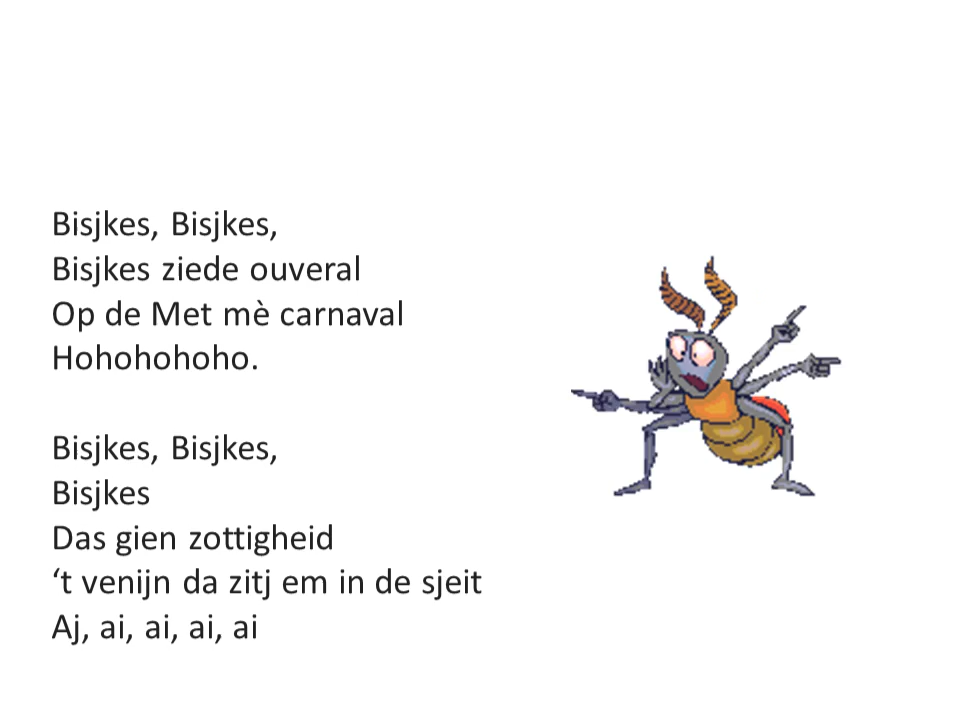 Bisjkes, Bisjkes,
Bisjkes ziede ouveral
Op de Met mè carnaval
Hohohohoho.

Bisjkes, Bisjkes,
Bisjkes
Das gien zottigheid
‘t venijn da zitj em in de sjeit
Aj, ai, ai, ai, ai